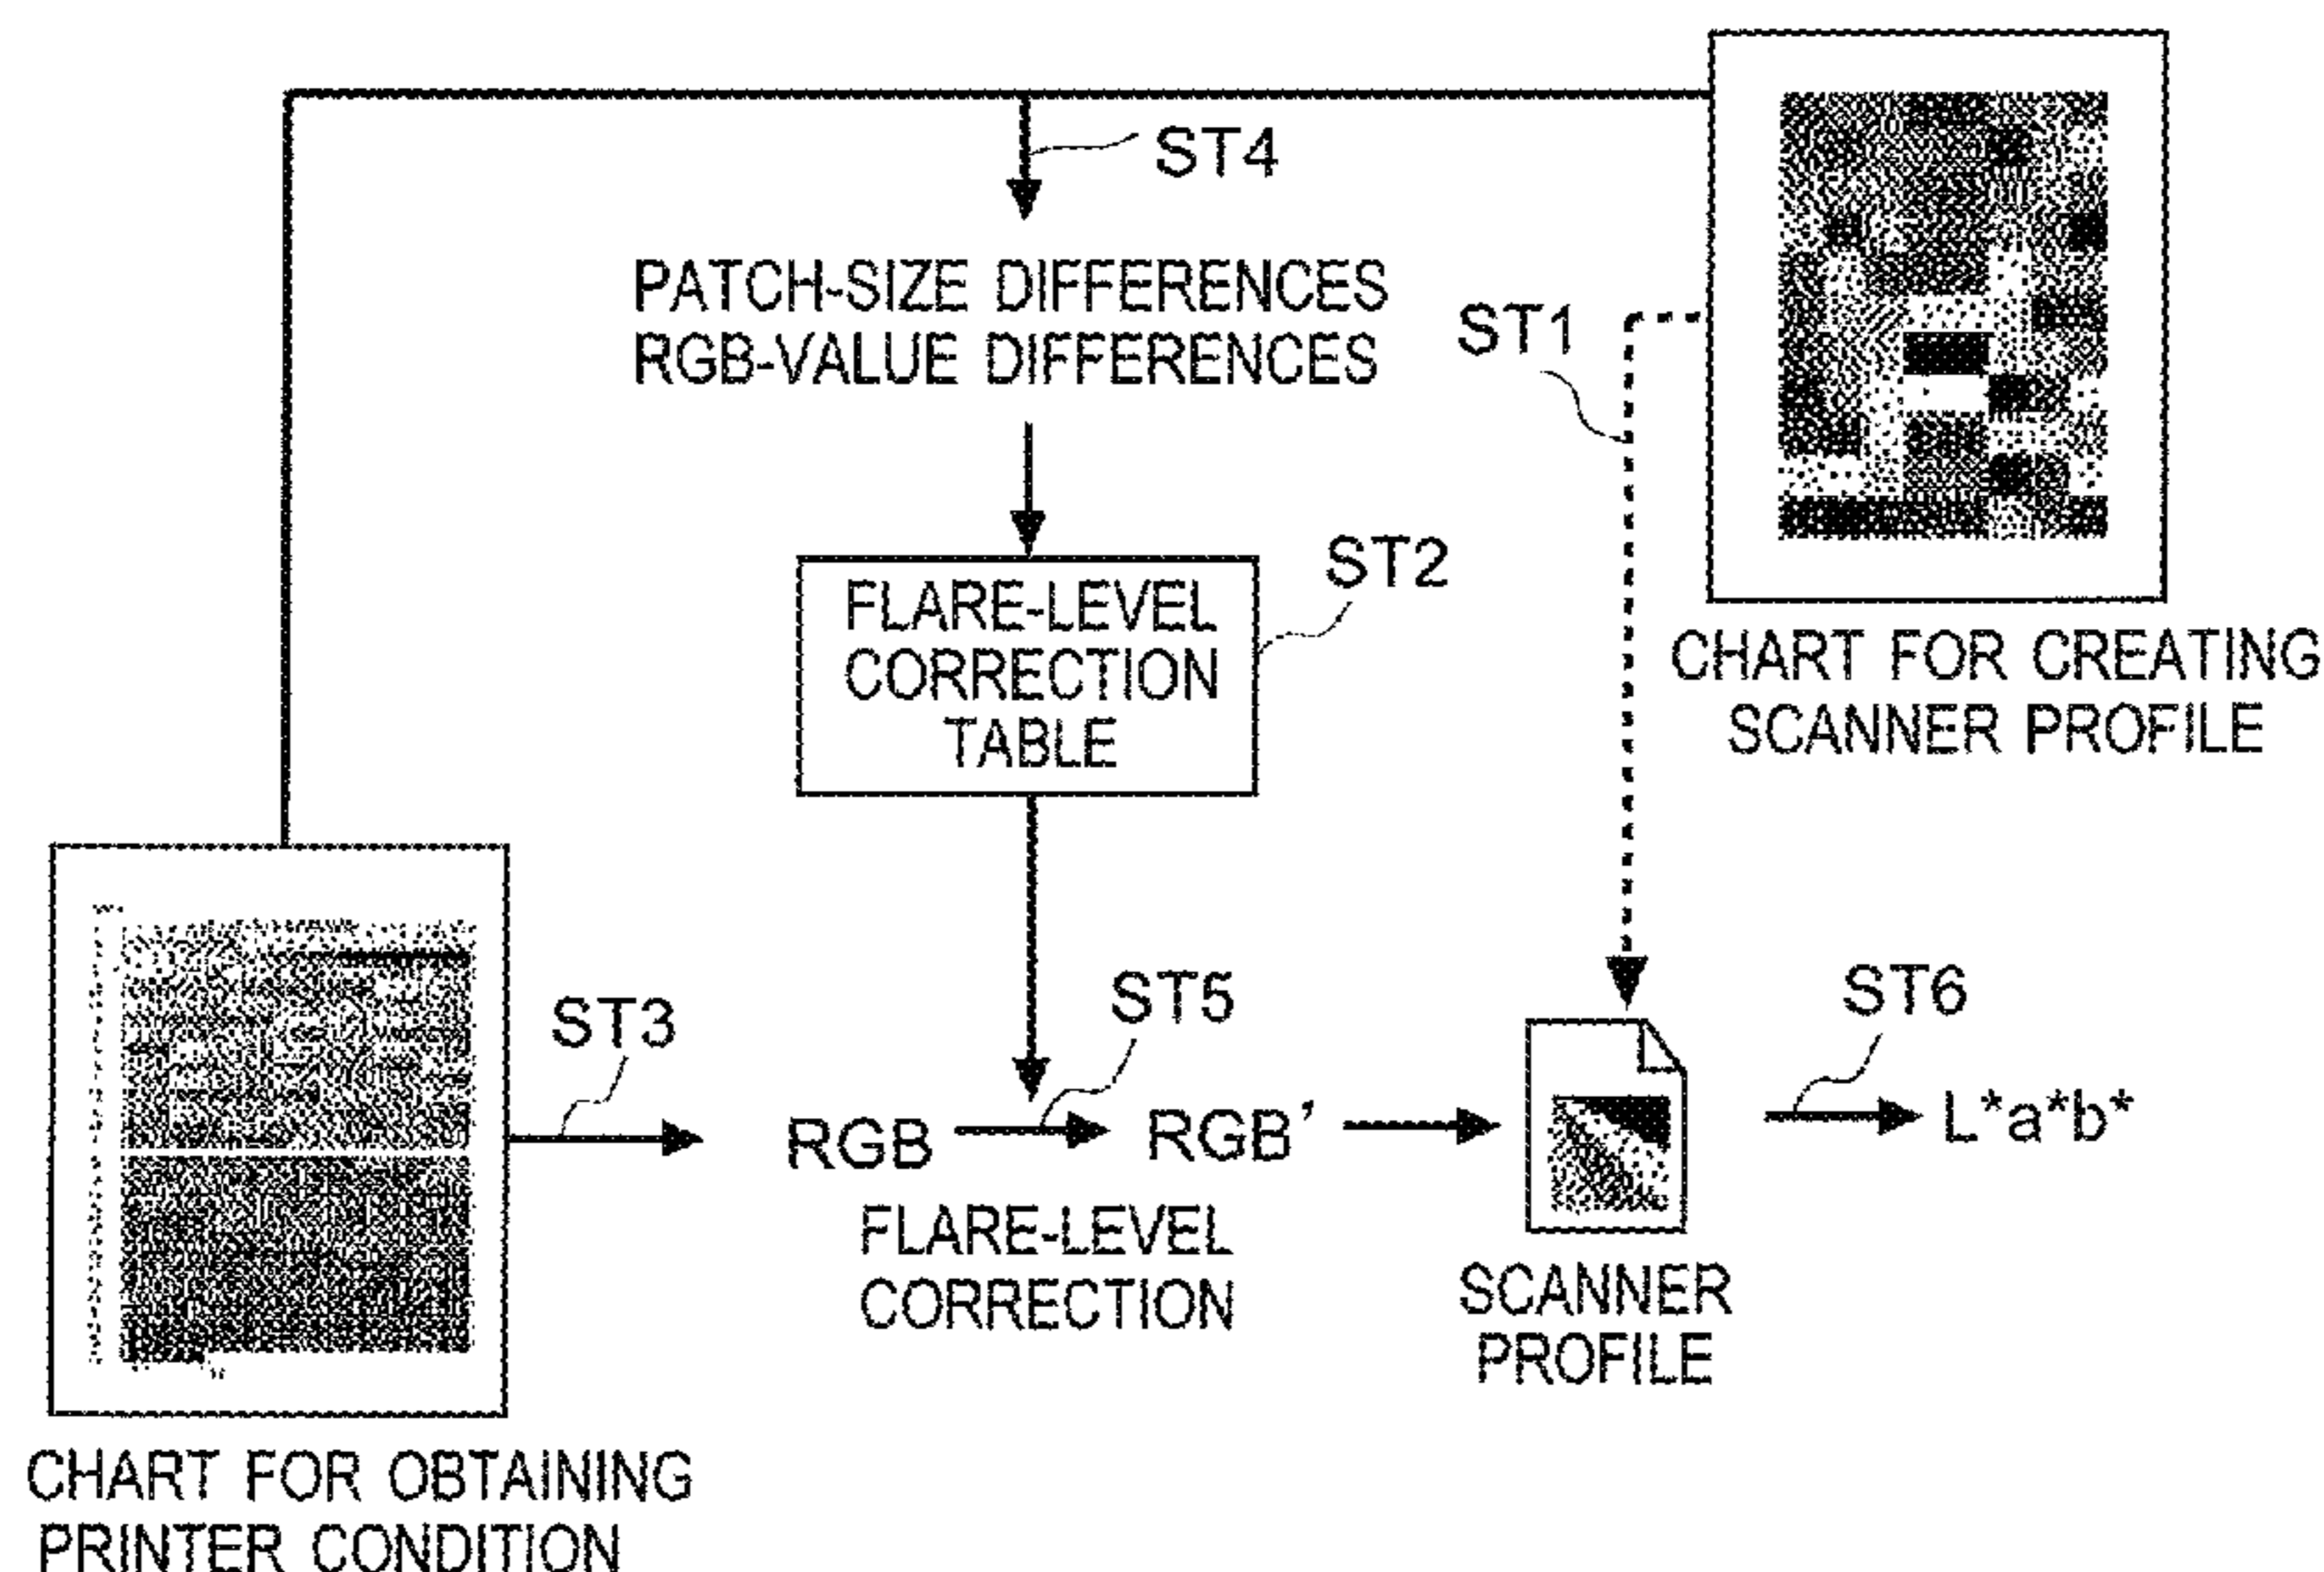 ST4
PATCH-SIZE DIFFERENCES
RGB-VALUE DIFFERENCES
ST1
ST2
FLARE-LEVEL
CORRECTION
TABLE
CHART FOR CREATING
SCANNER PROFILE
ST3
ST5
ST6
RGB
RGB'
L*a*b*
FLARE-LEVEL
CORRECTION
SCANNER
PROFILE
CHART FOR OBTAINING
PRINTER CONDITION